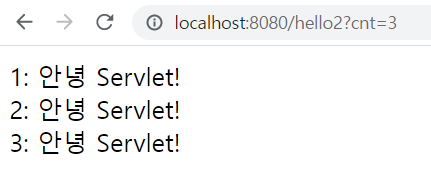 localhost:8080/hello2?cnt=3
1: 안녕 Servlet!
2: 안녕 Servlet!
3: 안녕 Servlet!